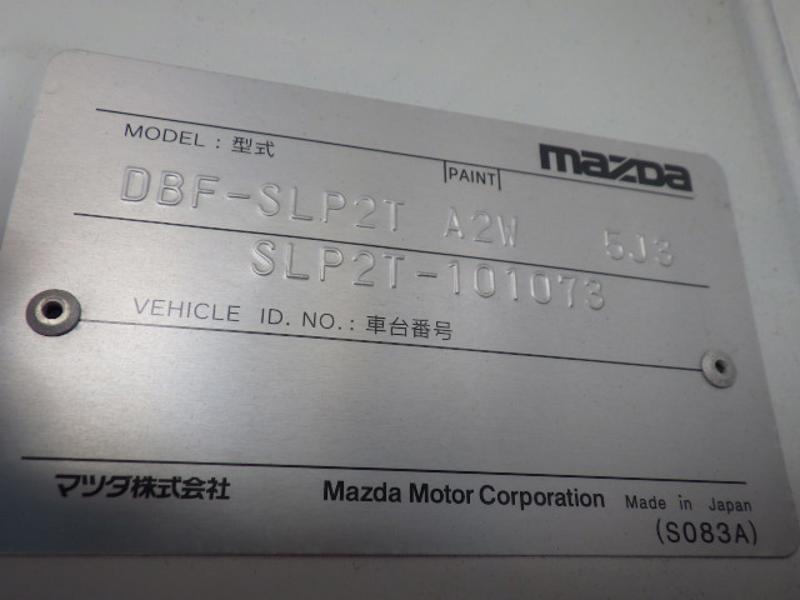 MODEL : 型式
PAINT
mazda
DBF-SLP2T A2W 5J3
SLP2T-101073
VEHICLE ID. NO. : 車台番号
マツダ株式会社 Mazda Motor Corporation Made in Japan
(S083A)